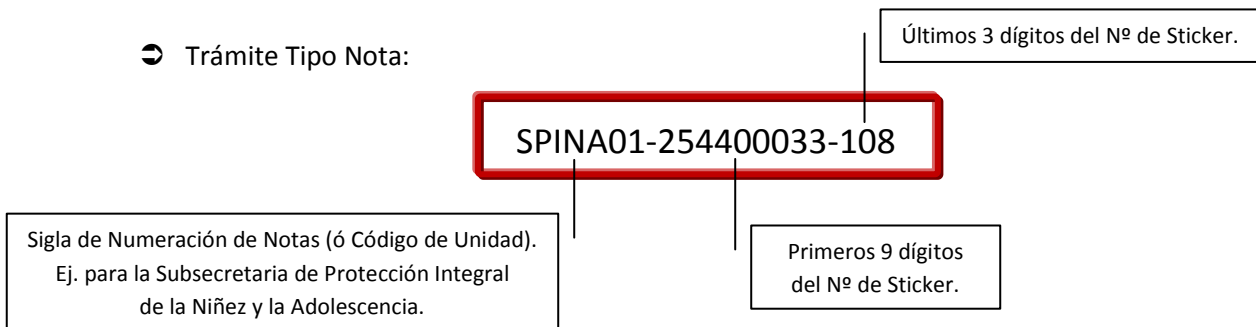 Últimos 3 dígitos del Nº de Sticker.
➲ Trámite Tipo Nota:
SPINA01-254400033-108
Sigla de Numeración de Notas (ó Código de Unidad).
Ej. para la Subsecretaria de Protección Integral
de la Niñez y la Adolescencia.
Primeros 9 dígitos
del Nº de Sticker.